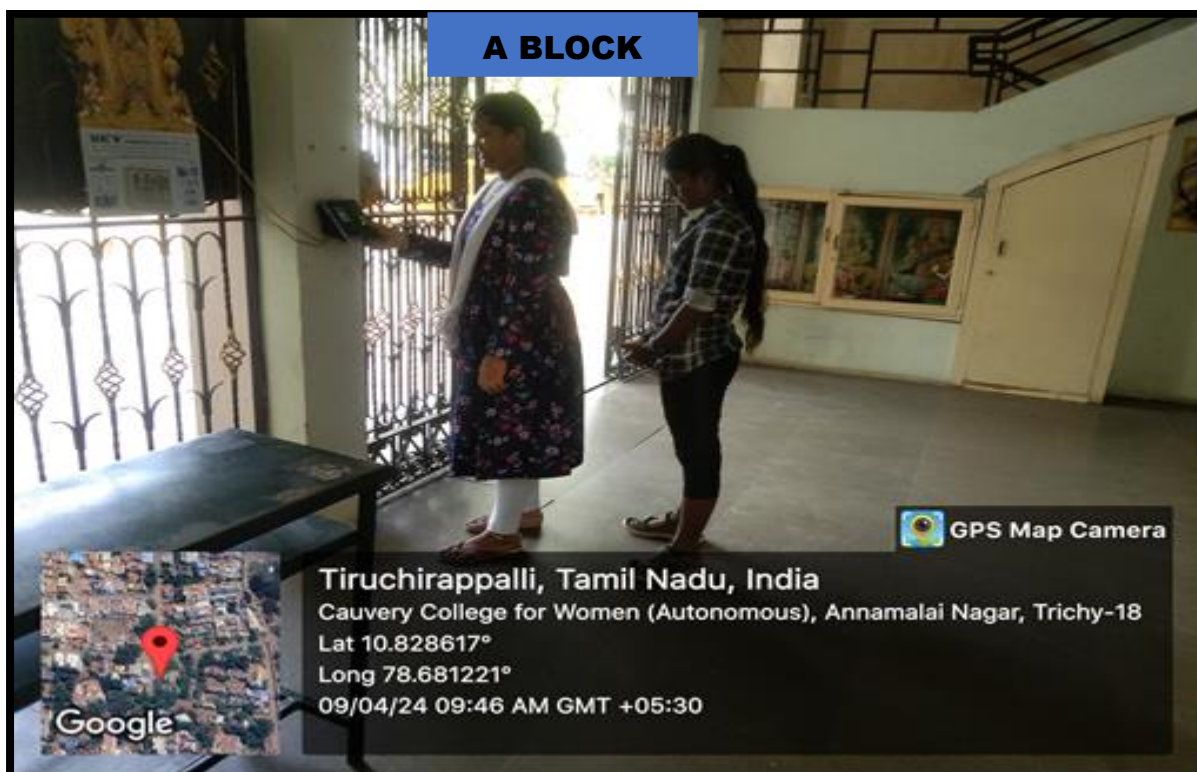 A BLOCK
GPS Map Camera
Tiruchirappalli, Tamil Nadu, India
Cauvery College for Women (Autonomous), Annamalai Nagar, Trichy-18
Lat 10.828617°
Long 78.681221°
09/04/24 09:46 AM GMT +05:30
Google